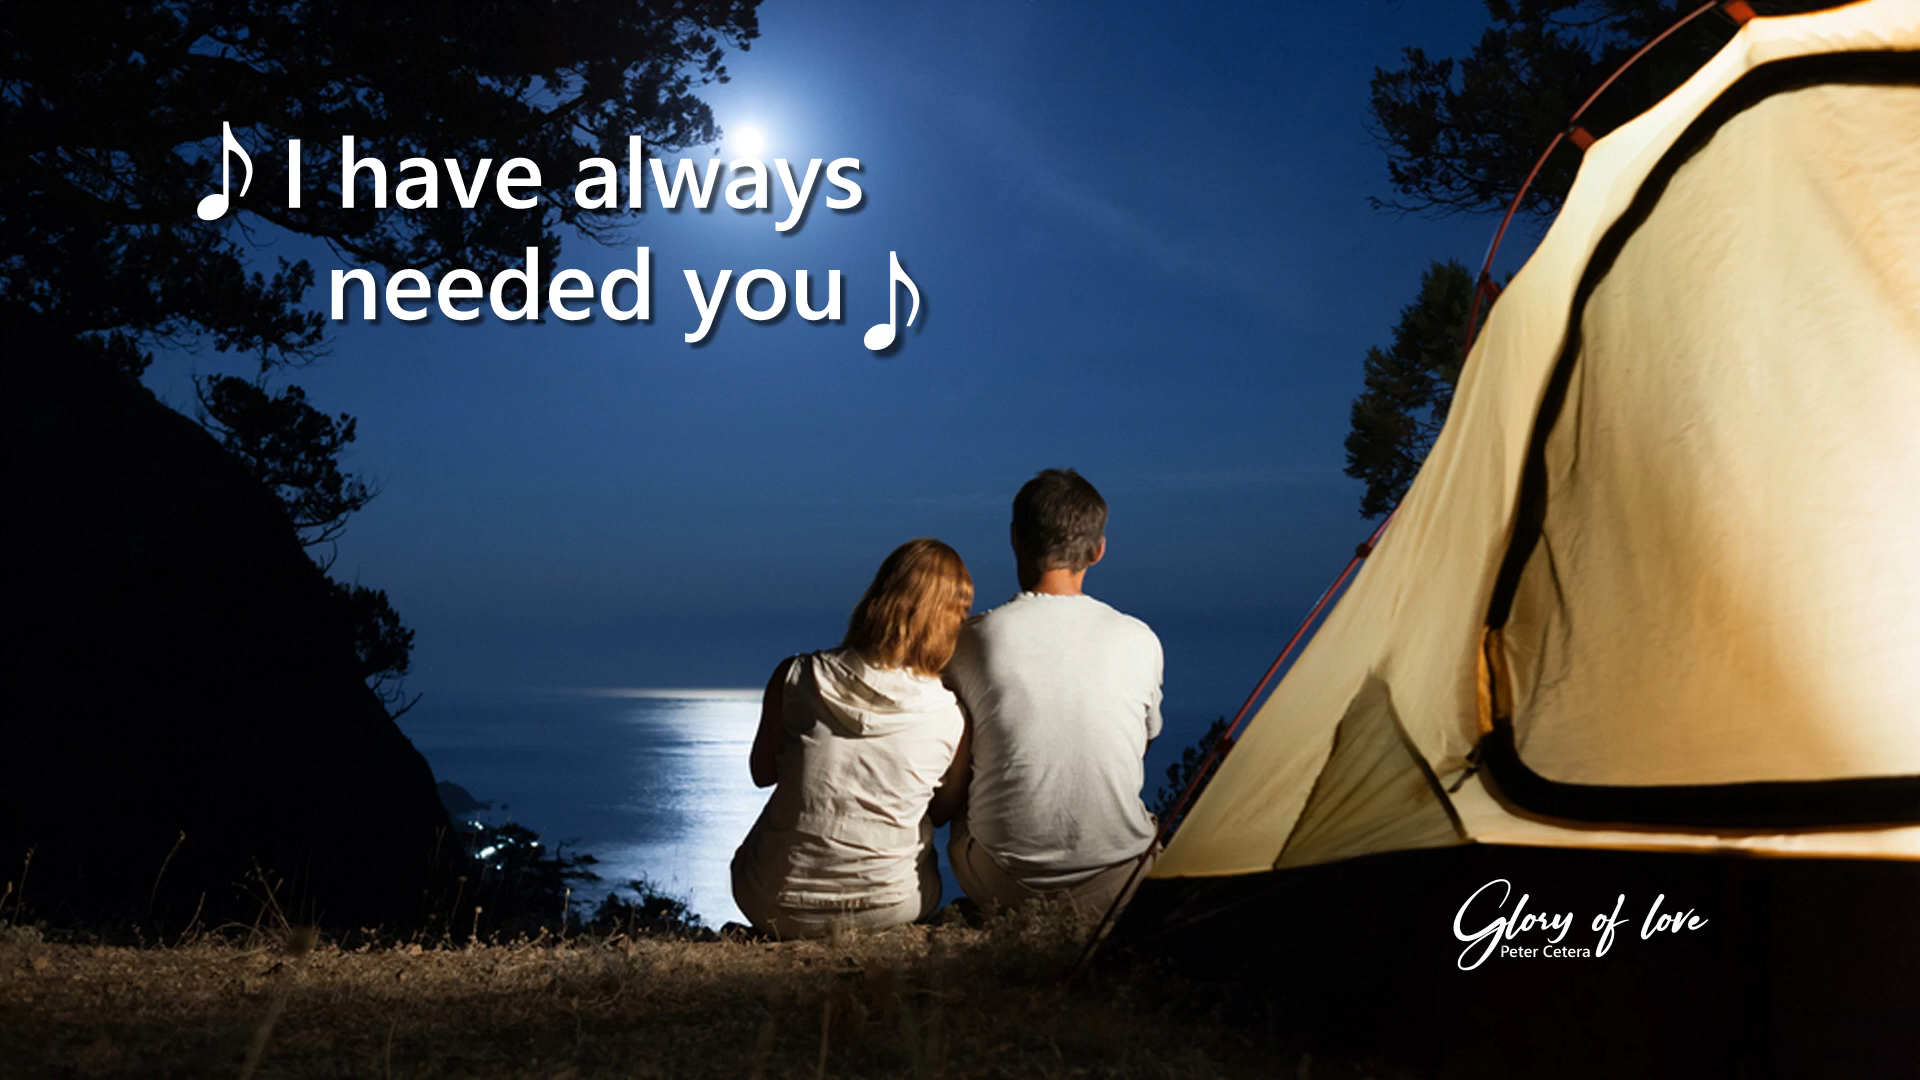 ♪ I have always
needed you ♪
Glory of love
Peter Cetera